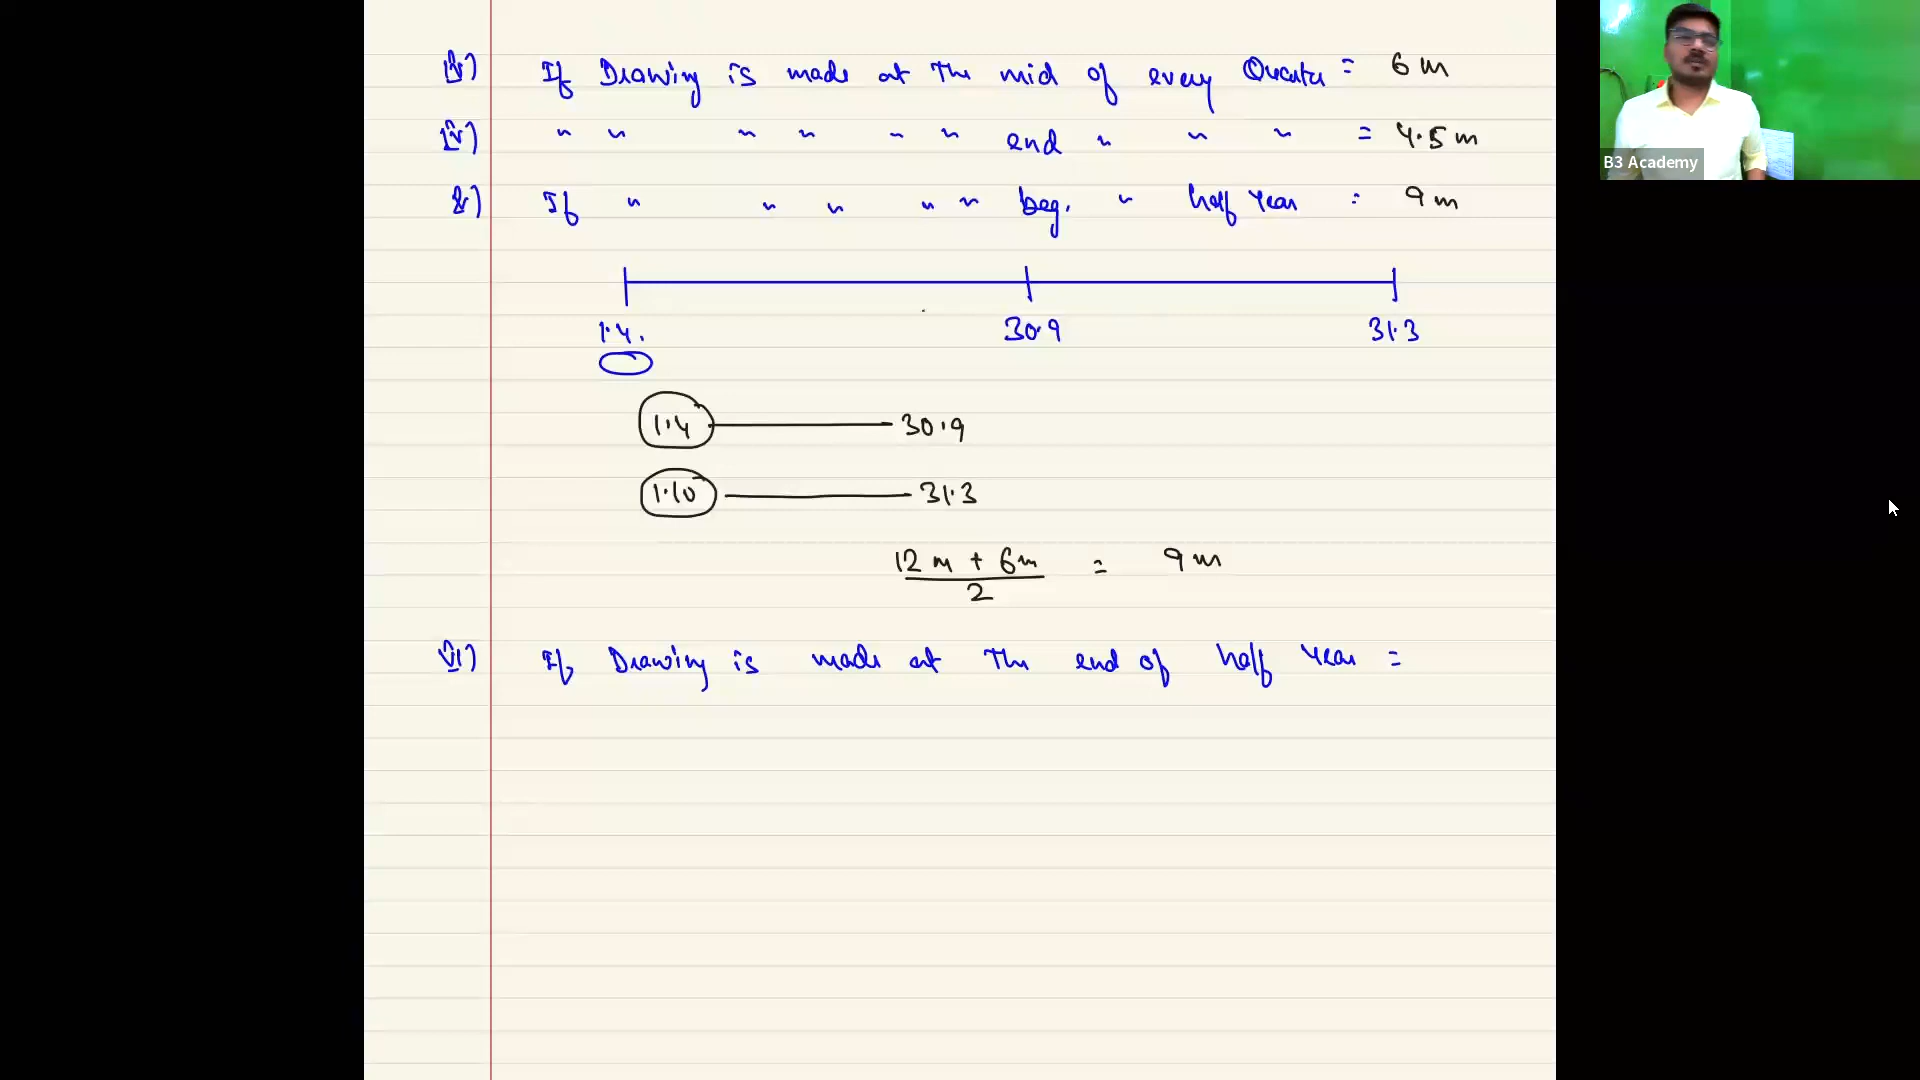 iv) If Drawing is made at The mid of every Quarter = 6 m
v) " " " " " " end " " " = 4.5 m
&) If " " " " " beg. " half Year = 9 m
1.4. 30.9 31.3
1.4 30.9
1.10 31.3
12 m + 6m = 9 m
2
vi) If Drawing is made at The end of half Year =
B3 Academy